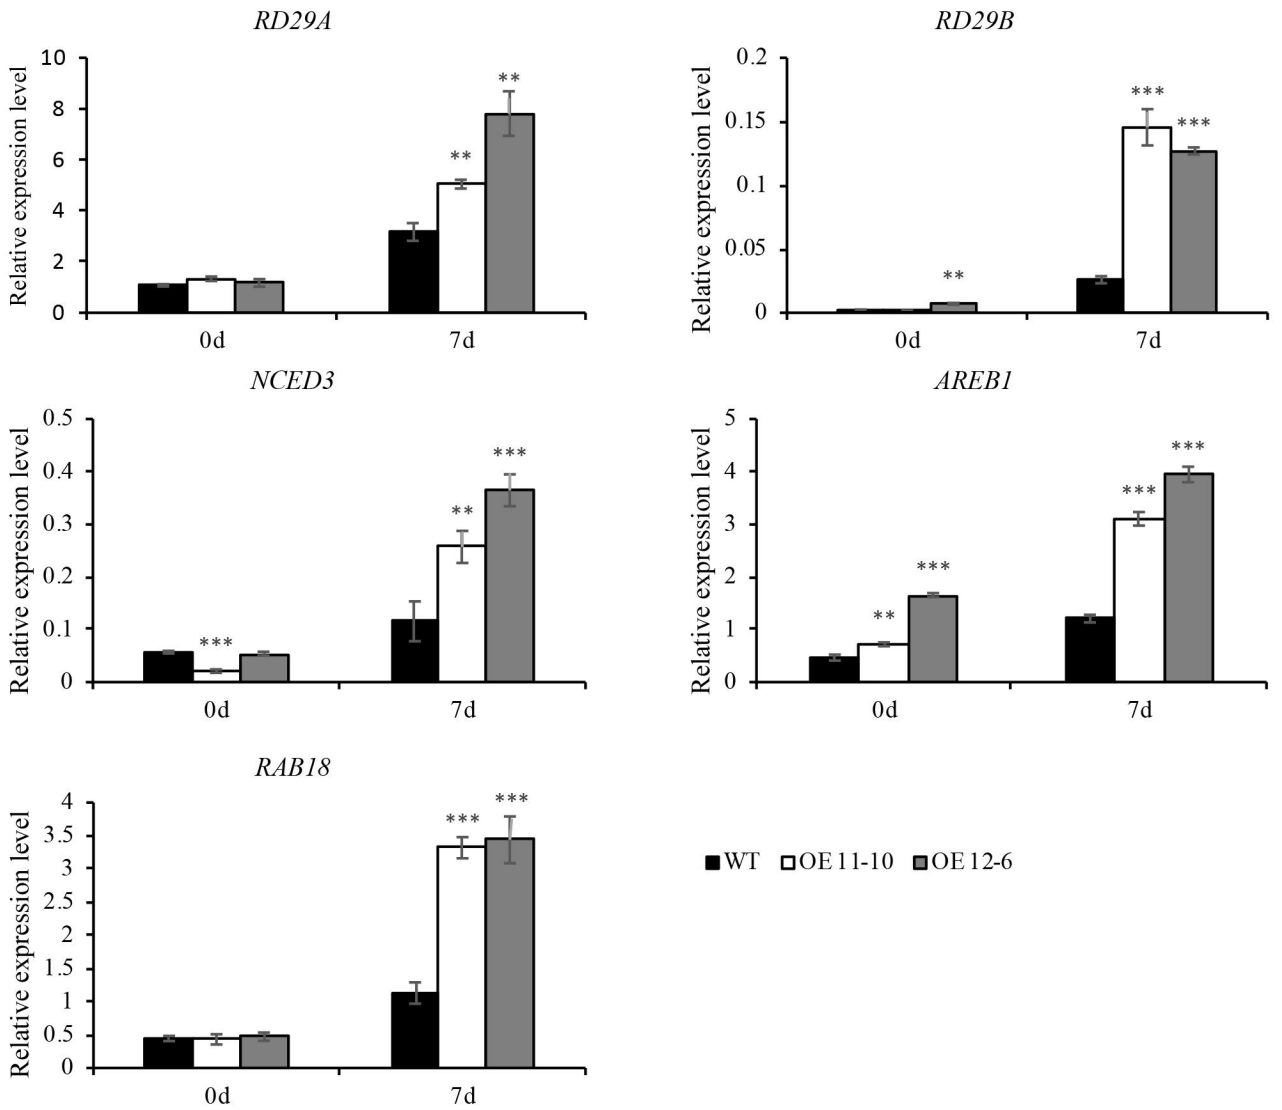 RD29A
Relative expression level
10
8
6
4
2
0
**
**
0d
7d
RD29B
Relative expression level
0.2
0.15
0.1
0.05
0
**
***
***
0d
7d
NCED3
Relative expression level
0.5
0.4
0.3
0.2
0.1
0
***
**
***
0d
7d
AREB1
Relative expression level
5
4
3
2
1
0
**
***
***
***
0d
7d
RAB18
Relative expression level
4
3.5
3
2.5
2
1.5
1
0.5
0
***
***
0d
7d
WT OE 11-10 OE 12-6